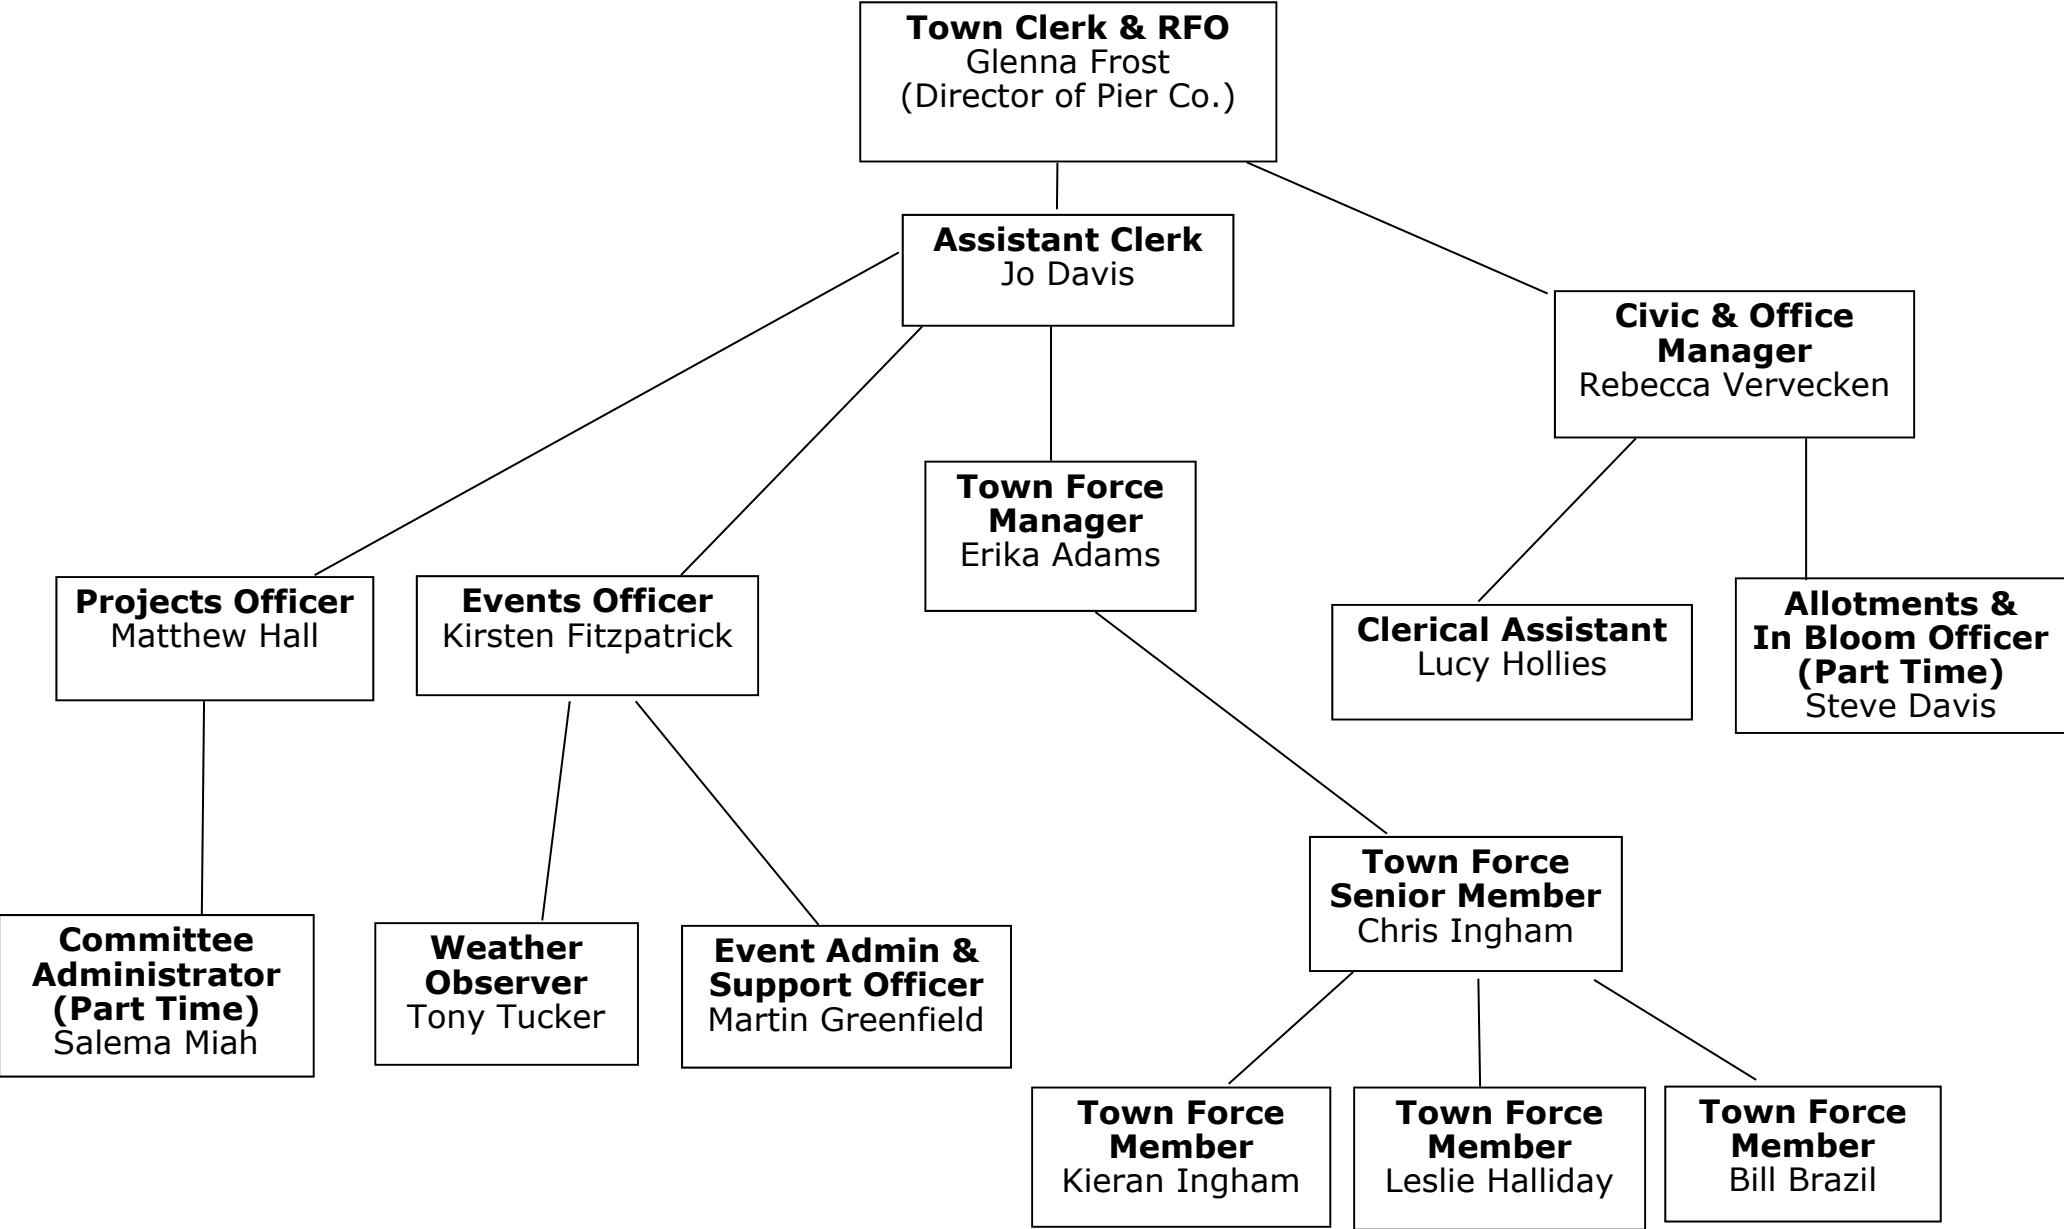 Town Clerk & RFO
Glenna Frost
(Director of Pier Co.)
Assistant Clerk
Jo Davis
Civic & Office
Manager
Rebecca Vervecken
Town Force
Manager
Erika Adams
Projects Officer
Matthew Hall
Events Officer
Kirsten Fitzpatrick
Clerical Assistant
Lucy Hollies
Allotments &
In Bloom Officer
(Part Time)
Steve Davis
Town Force
Senior Member
Chris Ingham
Committee
Administrator
(Part Time)
Salema Miah
Weather
Observer
Tony Tucker
Event Admin &
Support Officer
Martin Greenfield
Town Force
Member
Kieran Ingham
Town Force
Member
Leslie Halliday
Town Force
Member
Bill Brazil